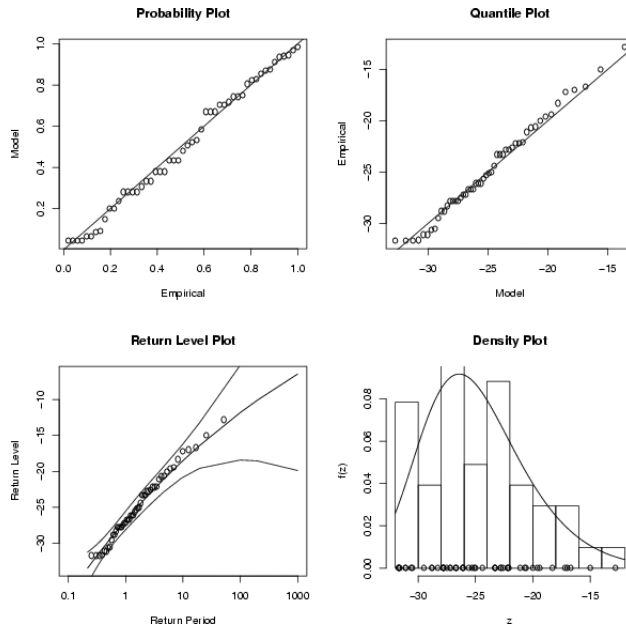 Probability Plot
Model
0.2 0.4 0.6 0.8 1.0
0.0 0.2 0.4 0.6 0.8 1.0
Empirical
Quantile Plot
Empirical
-30 -25 -20 -15
-30 -25 -20 -15
Model
Return Level Plot
Return Level
-30 -25 -20 -15 -10
0.1 1 10 100 1000
Return Period
Density Plot
f(z)
0.00 0.02 0.04 0.06 0.08
-30 -25 -20 -15
z